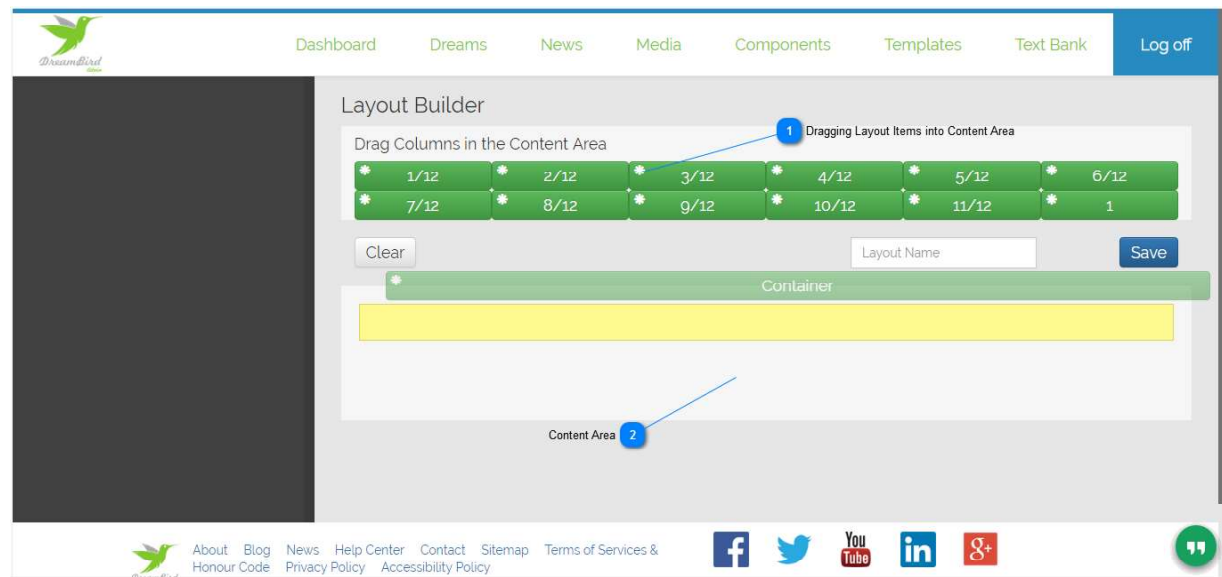 DreamBird
Dashboard Dreams News Media Components Templates Text Bank Log off
Layout Builder
1 Dragging Layout Items into Content Area
Drag Columns in the Content Area
1/12 2/12 3/12 4/12 5/12 6/12
7/12 8/12 9/12 10/12 11/12 1
Clear Layout Name Save
Container
Content Area 2
About Blog News Help Center Contact Sitemap Terms of Services &
Honour Code Privacy Policy Accessibility Policy
f You Tube in g+